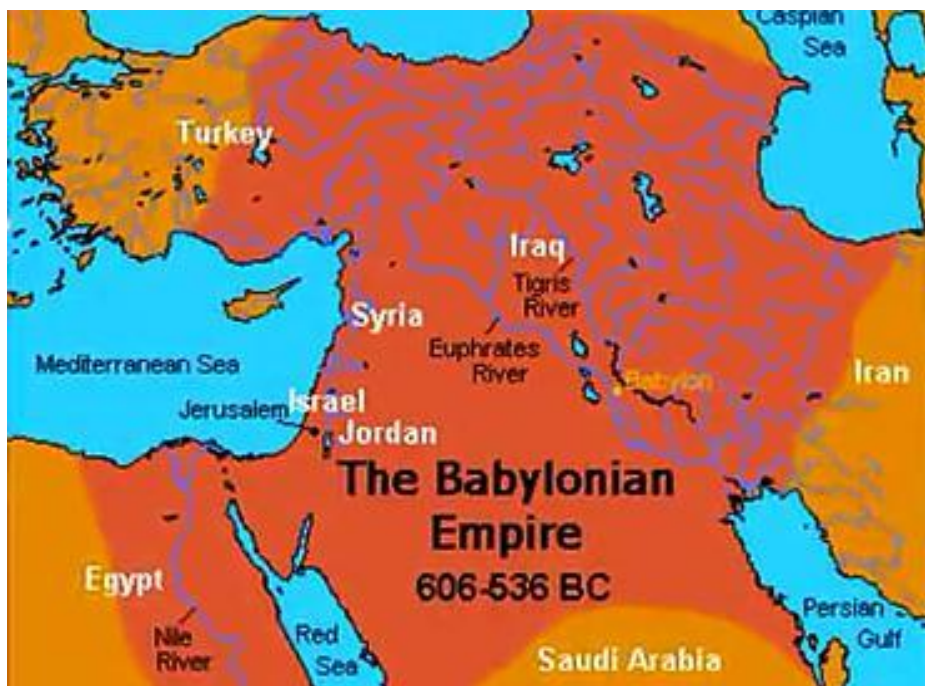 Caspian
Sea
Turkey
Iraq
Tigris
River
Syria
Euphrates
River
Mediterranean Sea
Iran
Babylon
Israel
Jerusalem
Jordan
The Babylonian
Empire
606-536 BC
Egypt
Nile
River
Red
Sea
Persian
Gulf
Saudi Arabia